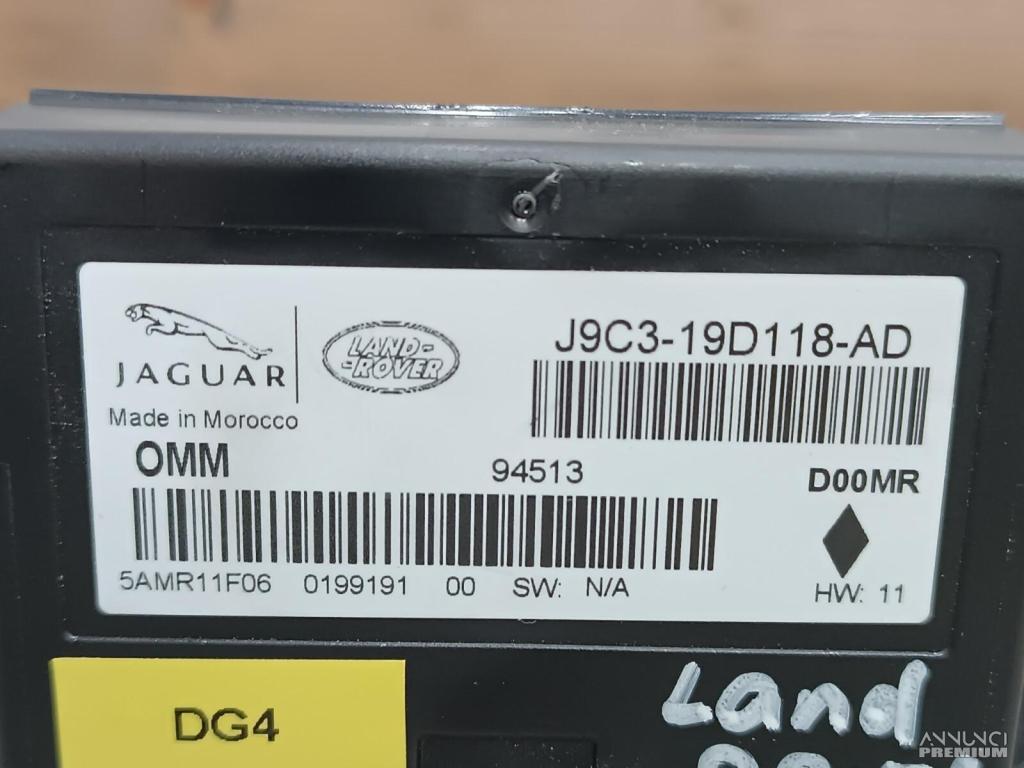 JAGUAR
LAND-
-ROVER
J9C3-19D118-AD
Made in Morocco
OMM 94513 D00MR
5AMR11F06 0199191 00 SW: N/A HW: 11
DG4
Land
ANNUNCI
PREMIUM